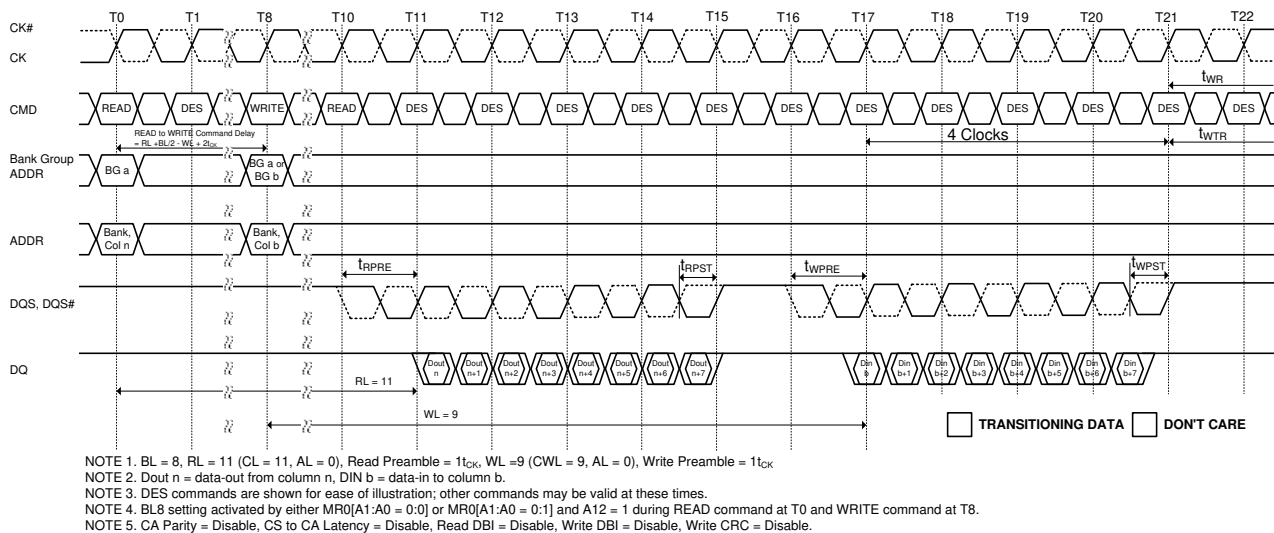 T0 T1 T8 T10 T11 T12 T13 T14 T15 T16 T17 T18 T19 T20 T21 T22
CK#
CK
tWR
CMD READ DES WRITE READ DES DES DES DES DES DES DES DES DES DES DES DES
READ to WRITE Command Delay
= RL +BL/2 - WL + 2tCK
4 Clocks
tWTR
Bank Group
ADDR
BG a
BG a or
BG b
ADDR
Bank,
Col n
Bank,
Col b
tRPRE tRPST tWPRE tWPST
DQS, DQS#
DQ
Dout
n
Dout
n+1
Dout
n+2
Dout
n+3
Dout
n+4
Dout
n+5
Dout
n+6
Dout
n+7
Din
b
Din
b+1
Din
b+2
Din
b+3
Din
b+4
Din
b+5
Din
b+6
Din
b+7
RL = 11
WL = 9
TRANSITIONING DATA DON'T CARE
NOTE 1. BL = 8, RL = 11 (CL = 11, AL = 0), Read Preamble = 1tCK, WL =9 (CWL = 9, AL = 0), Write Preamble = 1tCK
NOTE 2. Dout n = data-out from column n, DIN b = data-in to column b.
NOTE 3. DES commands are shown for ease of illustration; other commands may be valid at these times.
NOTE 4. BL8 setting activated by either MR0[A1:A0 = 0:0] or MR0[A1:A0 = 0:1] and A12 = 1 during READ command at T0 and WRITE command at T8.
NOTE 5. CA Parity = Disable, CS to CA Latency = Disable, Read DBI = Disable, Write DBI = Disable, Write CRC = Disable.